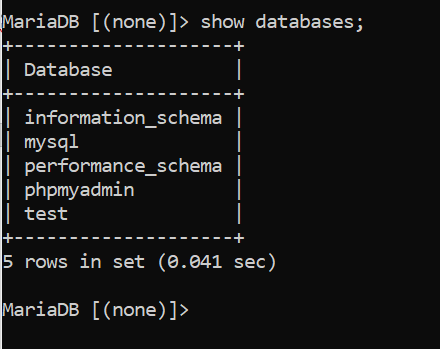 MariaDB [(none)]> show databases;
+--------------------+
| Database           |
+--------------------+
| information_schema |
| mysql              |
| performance_schema |
| phpmyadmin         |
| test               |
+--------------------+
5 rows in set (0.041 sec)
MariaDB [(none)]>